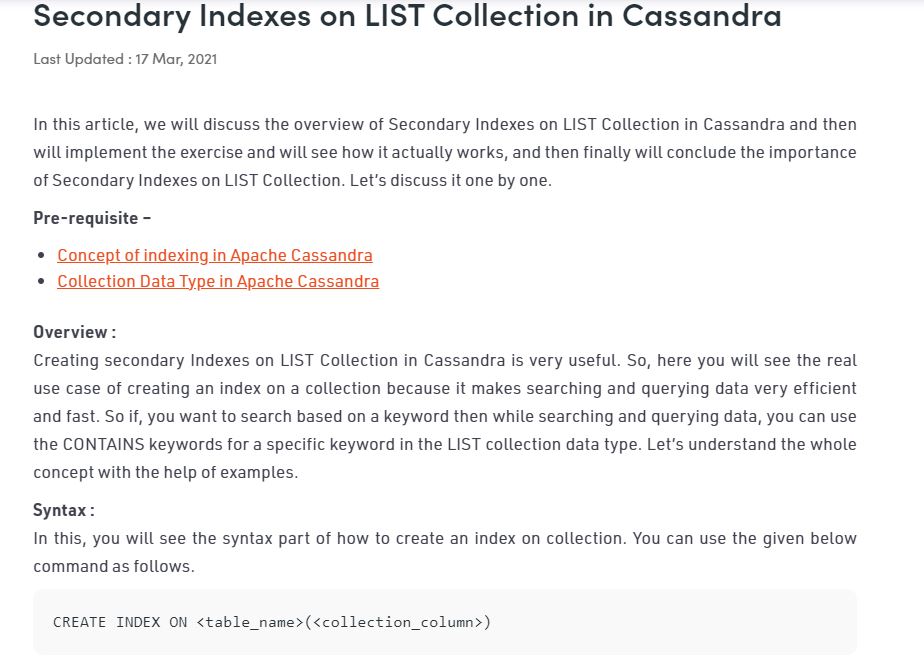 Secondary Indexes on LIST Collection in Cassandra
Last Updated : 17 Mar, 2021
In this article, we will discuss the overview of Secondary Indexes on LIST Collection in Cassandra and then
will implement the exercise and will see how it actually works, and then finally will conclude the importance
of Secondary Indexes on LIST Collection. Let’s discuss it one by one.
Pre-requisite –
• Concept of indexing in Apache Cassandra
• Collection Data Type in Apache Cassandra
Overview :
Creating secondary Indexes on LIST Collection in Cassandra is very useful. So, here you will see the real
use case of creating an index on a collection because it makes searching and querying data very efficient
and fast. So if, you want to search based on a keyword then while searching and querying data, you can use
the CONTAINS keywords for a specific keyword in the LIST collection data type. Let’s understand the whole
concept with the help of examples.
Syntax :
In this, you will see the syntax part of how to create an index on collection. You can use the given below
command as follows.
CREATE INDEX ON <table_name>(<collection_column>)